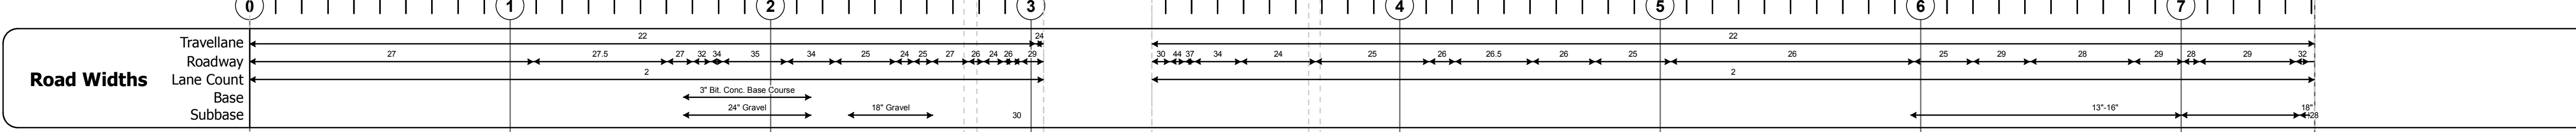 0 1 2 3 4 5 6 7
Travellane 22 24 22
Roadway 27 27.5 27 32 34 35 34 25 24 25 27 26 24 26 29 30 44 37 34 24 25 26 26.5 26 25 26 25 29 28 29 28 29 32
Road Widths
Lane Count 2 2
Base 3" Bit. Conc. Base Course
Subbase 24" Gravel 18" Gravel 30 13"-16" 18" 28